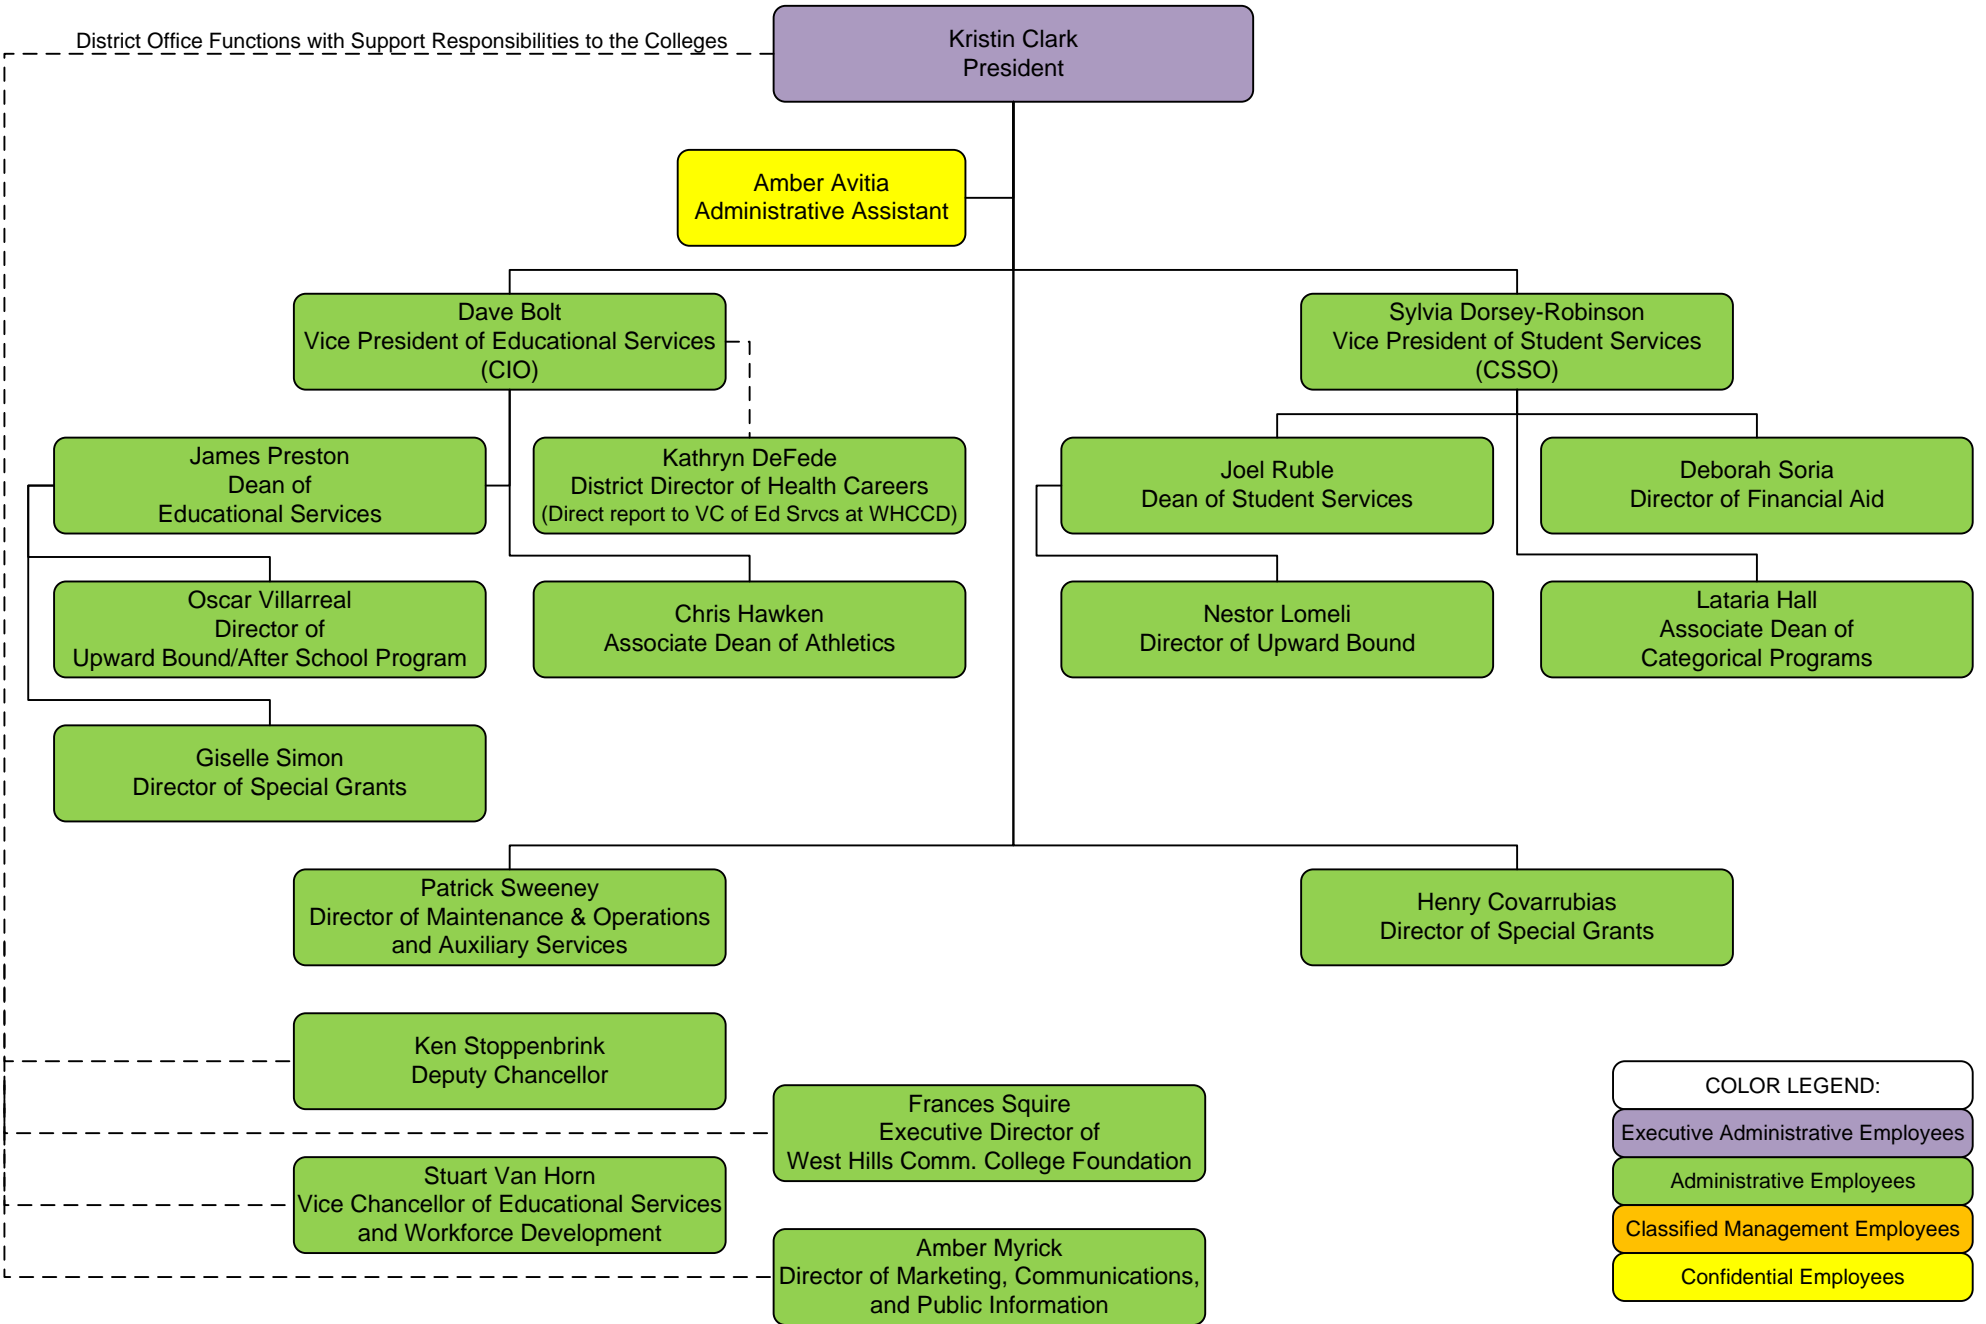 District Office Functions with Support Responsibilities to the Colleges
Kristin Clark
President
Amber Avitia
Administrative Assistant
Dave Bolt
Vice President of Educational Services
(CIO)
Sylvia Dorsey-Robinson
Vice President of Student Services
(CSSO)
James Preston
Dean of
Educational Services
Kathryn DeFede
District Director of Health Careers
(Direct report to VC of Ed Srvcs at WHCCD)
Joel Ruble
Dean of Student Services
Deborah Soria
Director of Financial Aid
Oscar Villarreal
Director of
Upward Bound/After School Program
Chris Hawken
Associate Dean of Athletics
Nestor Lomeli
Director of Upward Bound
Lataria Hall
Associate Dean of
Categorical Programs
Giselle Simon
Director of Special Grants
Patrick Sweeney
Director of Maintenance & Operations
and Auxiliary Services
Henry Covarrubias
Director of Special Grants
Ken Stoppenbrink
Deputy Chancellor
Frances Squire
Executive Director of
West Hills Comm. College Foundation
Stuart Van Horn
Vice Chancellor of Educational Services
and Workforce Development
Amber Myrick
Director of Marketing, Communications,
and Public Information
COLOR LEGEND:
Executive Administrative Employees
Administrative Employees
Classified Management Employees
Confidential Employees